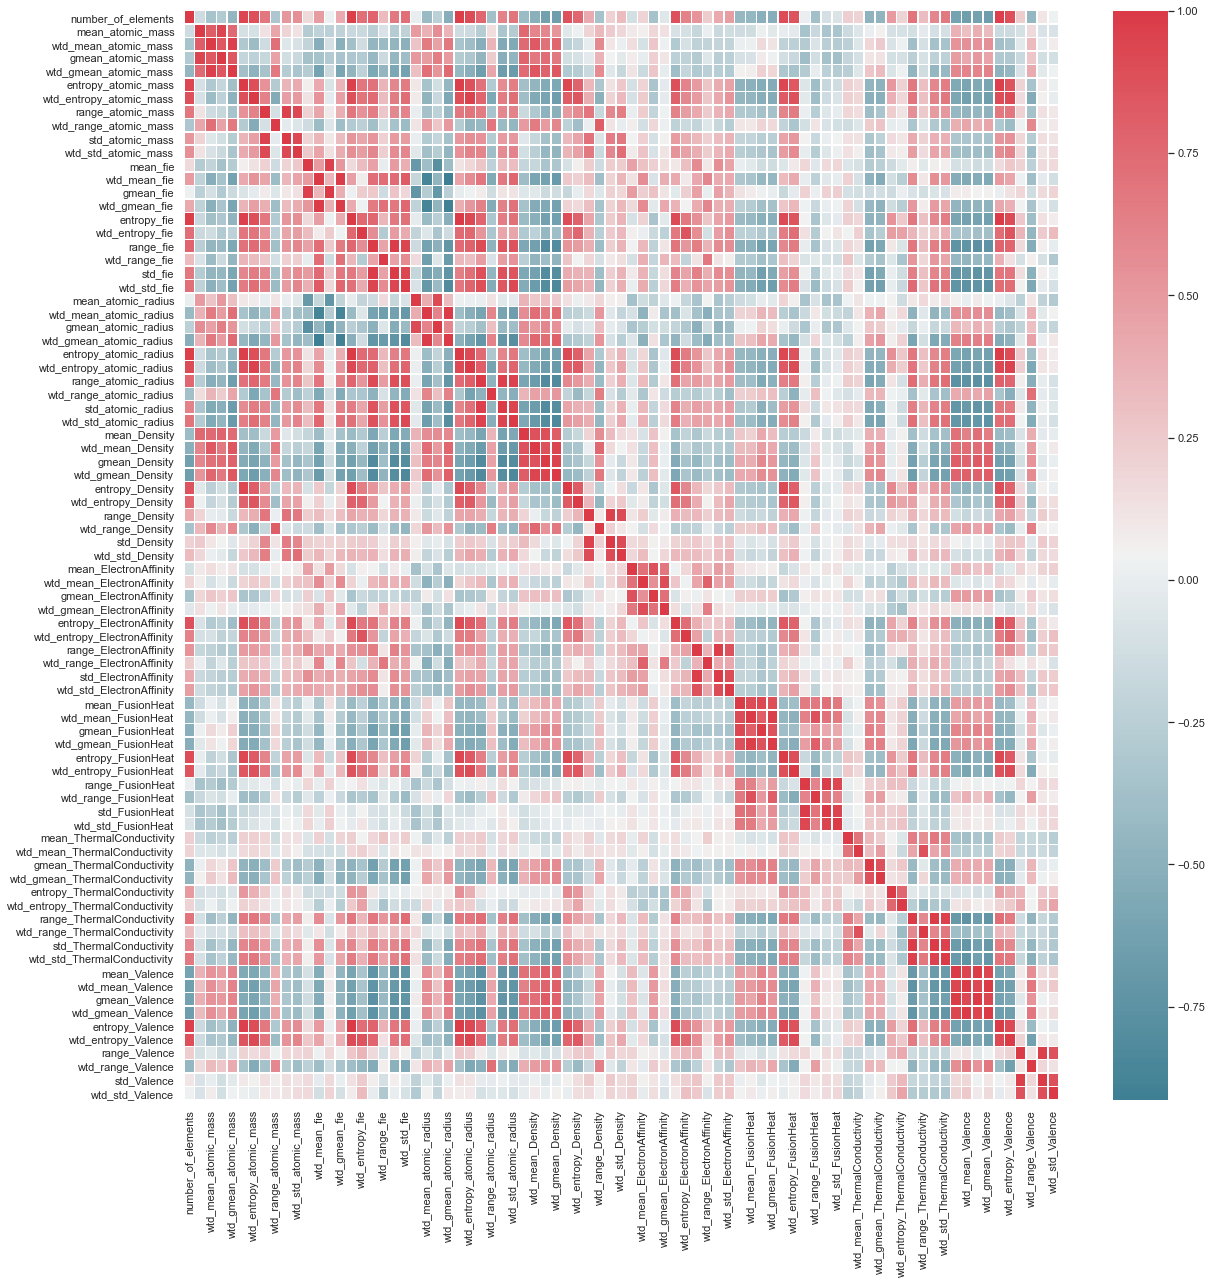 number_of_elements
mean_atomic_mass
wtd_mean_atomic_mass
gmean_atomic_mass
wtd_gmean_atomic_mass
entropy_atomic_mass
wtd_entropy_atomic_mass
range_atomic_mass
wtd_range_atomic_mass
std_atomic_mass
wtd_std_atomic_mass
mean_fie
wtd_mean_fie
gmean_fie
wtd_gmean_fie
entropy_fie
wtd_entropy_fie
range_fie
wtd_range_fie
std_fie
wtd_std_fie
mean_atomic_radius
wtd_mean_atomic_radius
gmean_atomic_radius
wtd_gmean_atomic_radius
entropy_atomic_radius
wtd_entropy_atomic_radius
range_atomic_radius
wtd_range_atomic_radius
std_atomic_radius
wtd_std_atomic_radius
mean_Density
wtd_mean_Density
gmean_Density
wtd_gmean_Density
entropy_Density
wtd_entropy_Density
range_Density
wtd_range_Density
std_Density
wtd_std_Density
mean_ElectronAffinity
wtd_mean_ElectronAffinity
gmean_ElectronAffinity
wtd_gmean_ElectronAffinity
entropy_ElectronAffinity
wtd_entropy_ElectronAffinity
range_ElectronAffinity
wtd_range_ElectronAffinity
std_ElectronAffinity
wtd_std_ElectronAffinity
mean_FusionHeat
wtd_mean_FusionHeat
gmean_FusionHeat
wtd_gmean_FusionHeat
entropy_FusionHeat
wtd_entropy_FusionHeat
range_FusionHeat
wtd_range_FusionHeat
std_FusionHeat
wtd_std_FusionHeat
mean_ThermalConductivity
wtd_mean_ThermalConductivity
gmean_ThermalConductivity
wtd_gmean_ThermalConductivity
entropy_ThermalConductivity
wtd_entropy_ThermalConductivity
range_ThermalConductivity
wtd_range_ThermalConductivity
std_ThermalConductivity
wtd_std_ThermalConductivity
mean_Valence
wtd_mean_Valence
gmean_Valence
wtd_gmean_Valence
entropy_Valence
wtd_entropy_Valence
range_Valence
wtd_range_Valence
std_Valence
wtd_std_Valence
number_of_elements
wtd_mean_atomic_mass
wtd_gmean_atomic_mass
wtd_entropy_atomic_mass
wtd_range_atomic_mass
wtd_std_atomic_mass
wtd_mean_fie
wtd_gmean_fie
wtd_entropy_fie
wtd_range_fie
wtd_std_fie
wtd_mean_atomic_radius
wtd_gmean_atomic_radius
wtd_entropy_atomic_radius
wtd_range_atomic_radius
wtd_std_atomic_radius
wtd_mean_Density
wtd_gmean_Density
wtd_entropy_Density
wtd_range_Density
wtd_std_Density
wtd_mean_ElectronAffinity
wtd_gmean_ElectronAffinity
wtd_entropy_ElectronAffinity
wtd_range_ElectronAffinity
wtd_std_ElectronAffinity
wtd_mean_FusionHeat
wtd_gmean_FusionHeat
wtd_entropy_FusionHeat
wtd_range_FusionHeat
wtd_std_FusionHeat
wtd_mean_ThermalConductivity
wtd_gmean_ThermalConductivity
wtd_entropy_ThermalConductivity
wtd_range_ThermalConductivity
wtd_std_ThermalConductivity
wtd_mean_Valence
wtd_gmean_Valence
wtd_entropy_Valence
wtd_range_Valence
wtd_std_Valence
1.00
0.75
0.50
0.25
0.00
−0.25
−0.50
−0.75